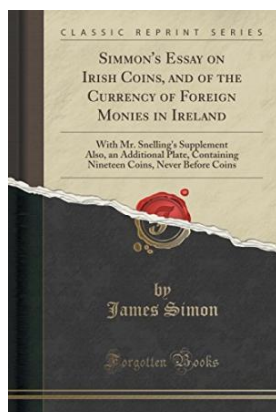 CLASSIC REPRINT SERIES
Simmon's Essay on
Irish Coins, and of the
Currency of Foreign
Monies in Ireland
With Mr. Snelling's Supplement
Also, an Additional Plate, Containing
Nineteen Coins, Never Before Coins
by
James Simon
Forgotten Books